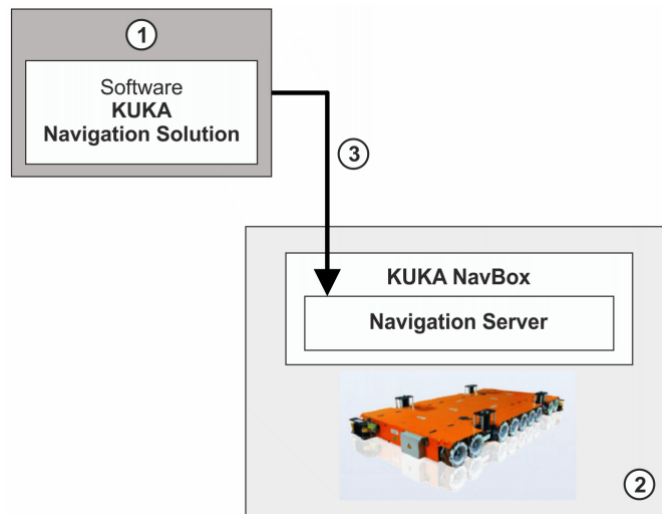 1
Software
KUKA
Navigation Solution
3
KUKA NavBox
Navigation Server
2